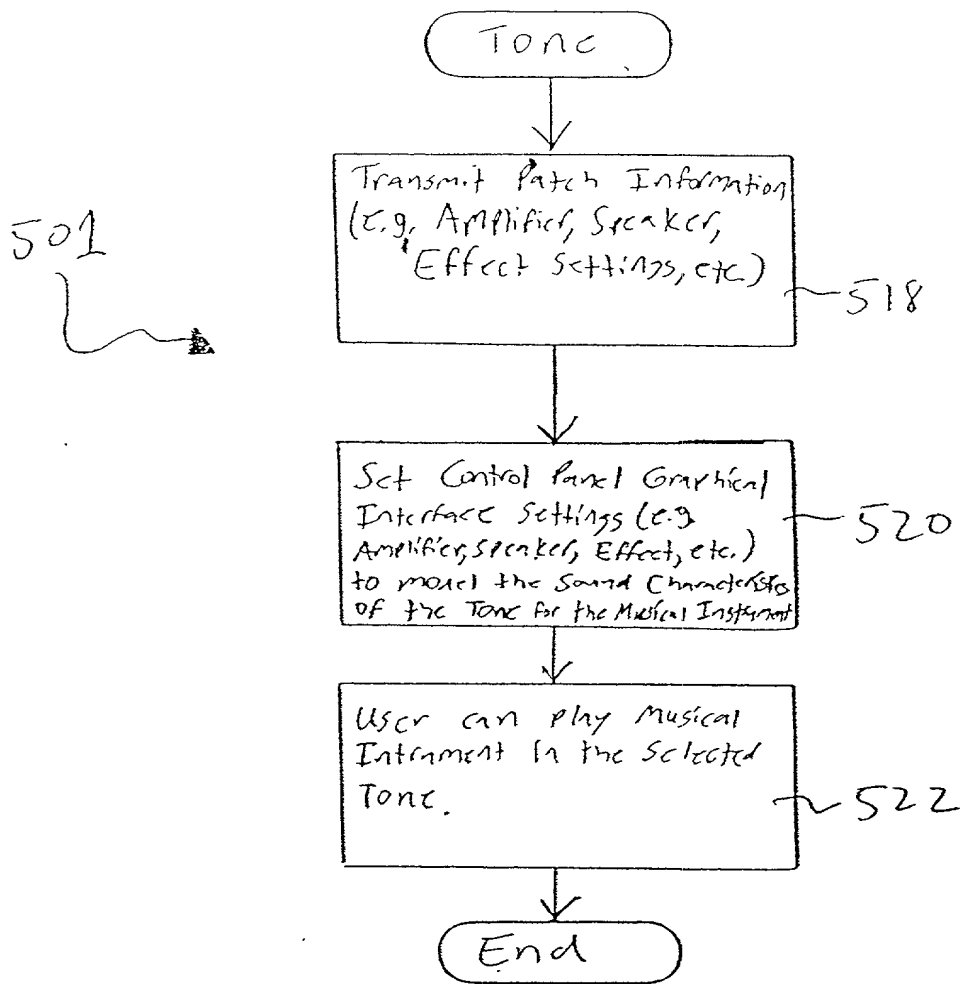 Tone
Transmit Patch Information
(e.g. Amplifier, Speaker,
Effect Settings, etc.)
518
501
Set Control Panel Graphical
Interface Settings (e.g.
Amplifier, Speaker, Effect, etc.)
to model the Sound Characteristics
of the Tone for the Musical Instrument
520
User can play Musical
Intrument In the Selected
Tone.
522
End